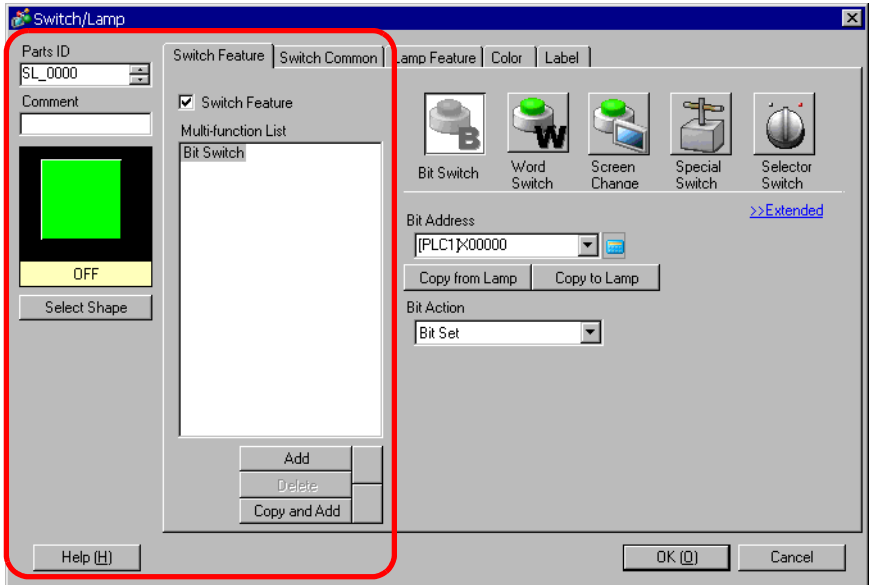 Switch/Lamp
Parts ID
SL_0000
Comment
OFF
Select Shape
Help (H)
Switch Feature
Switch Common
Lamp Feature
Color
Label
Switch Feature
Multi-function List
Bit Switch
Add
Delete
Copy and Add
B
W
Bit Switch
Word
Switch
Screen
Change
Special
Switch
Selector
Switch
>>Extended
Bit Address
[PLC1]X00000
Copy from Lamp
Copy to Lamp
Bit Action
Bit Set
OK (O)
Cancel